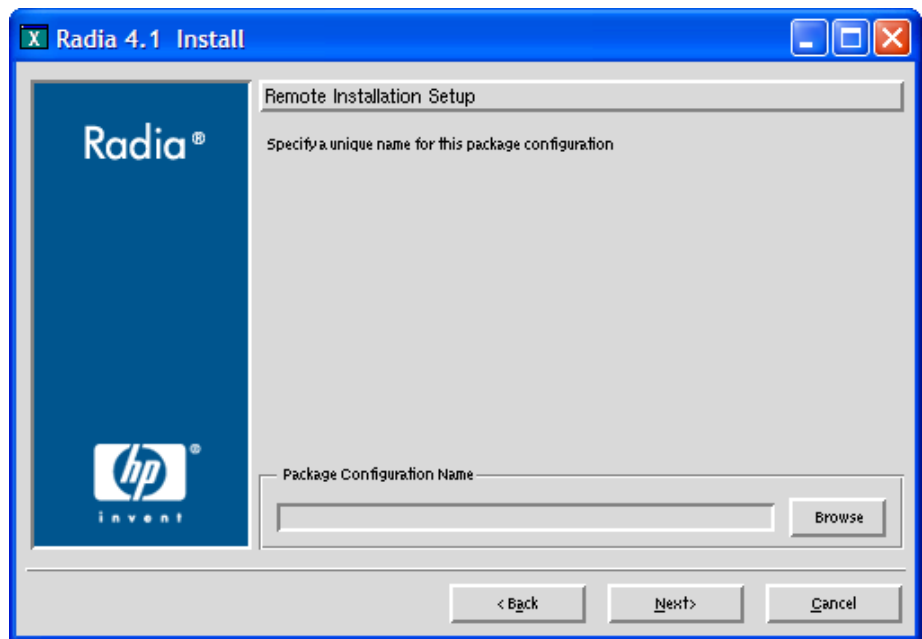 X Radia 4.1 Install
Radia®
Remote Installation Setup
Specify a unique name for this package configuration
hp®
invent
Package Configuration Name
Browse
< Back
Next>
Cancel